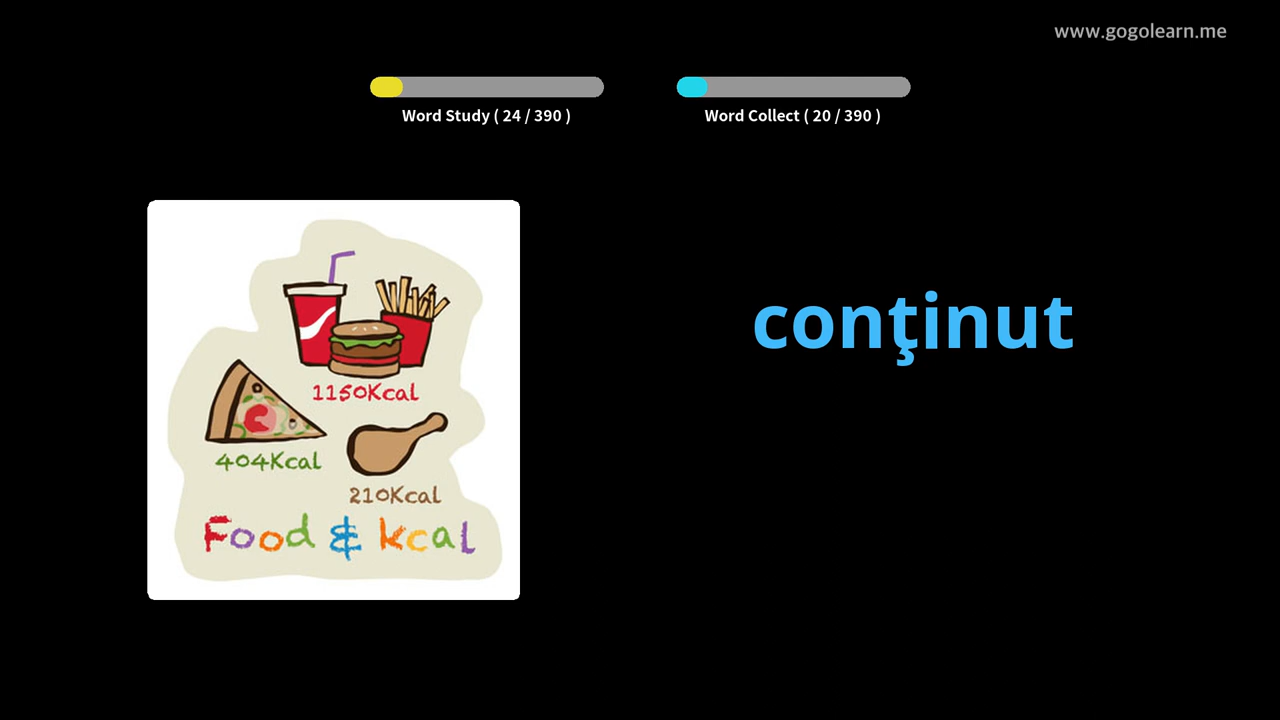 www.gogolearn.me
Word Study ( 24 / 390 )
Word Collect ( 20 / 390 )
conţinut
1150Kcal
404Kcal
210Kcal
Food & kcal